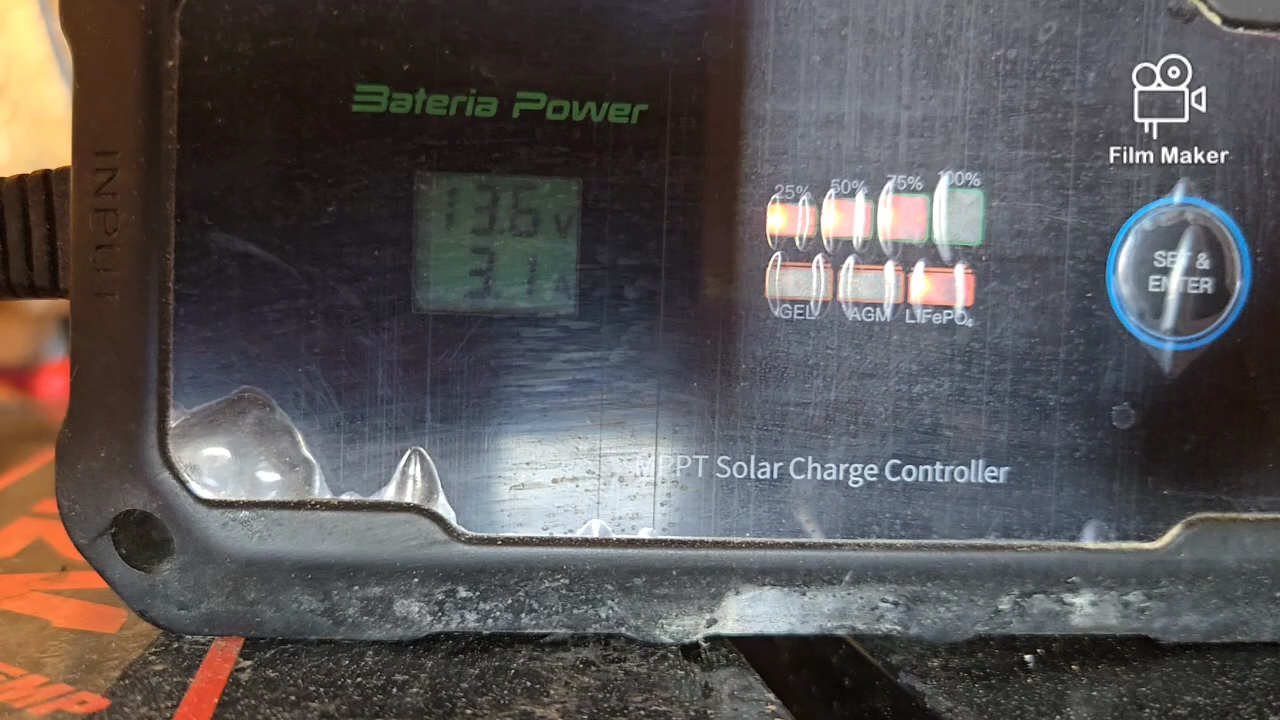 Bateria Power
Film Maker
INPUT
25% 50% 75% 100%
13.6 V
3.1 A
SET &
ENTER
GEL AGM LiFePO₄
MPPT Solar Charge Controller